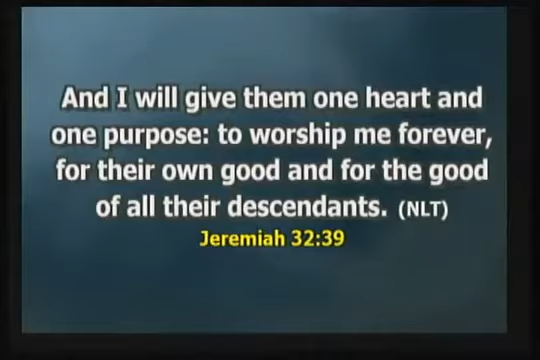 And I will give them one heart and
one purpose: to worship me forever,
for their own good and for the good
of all their descendants. (NLT)
Jeremiah 32:39